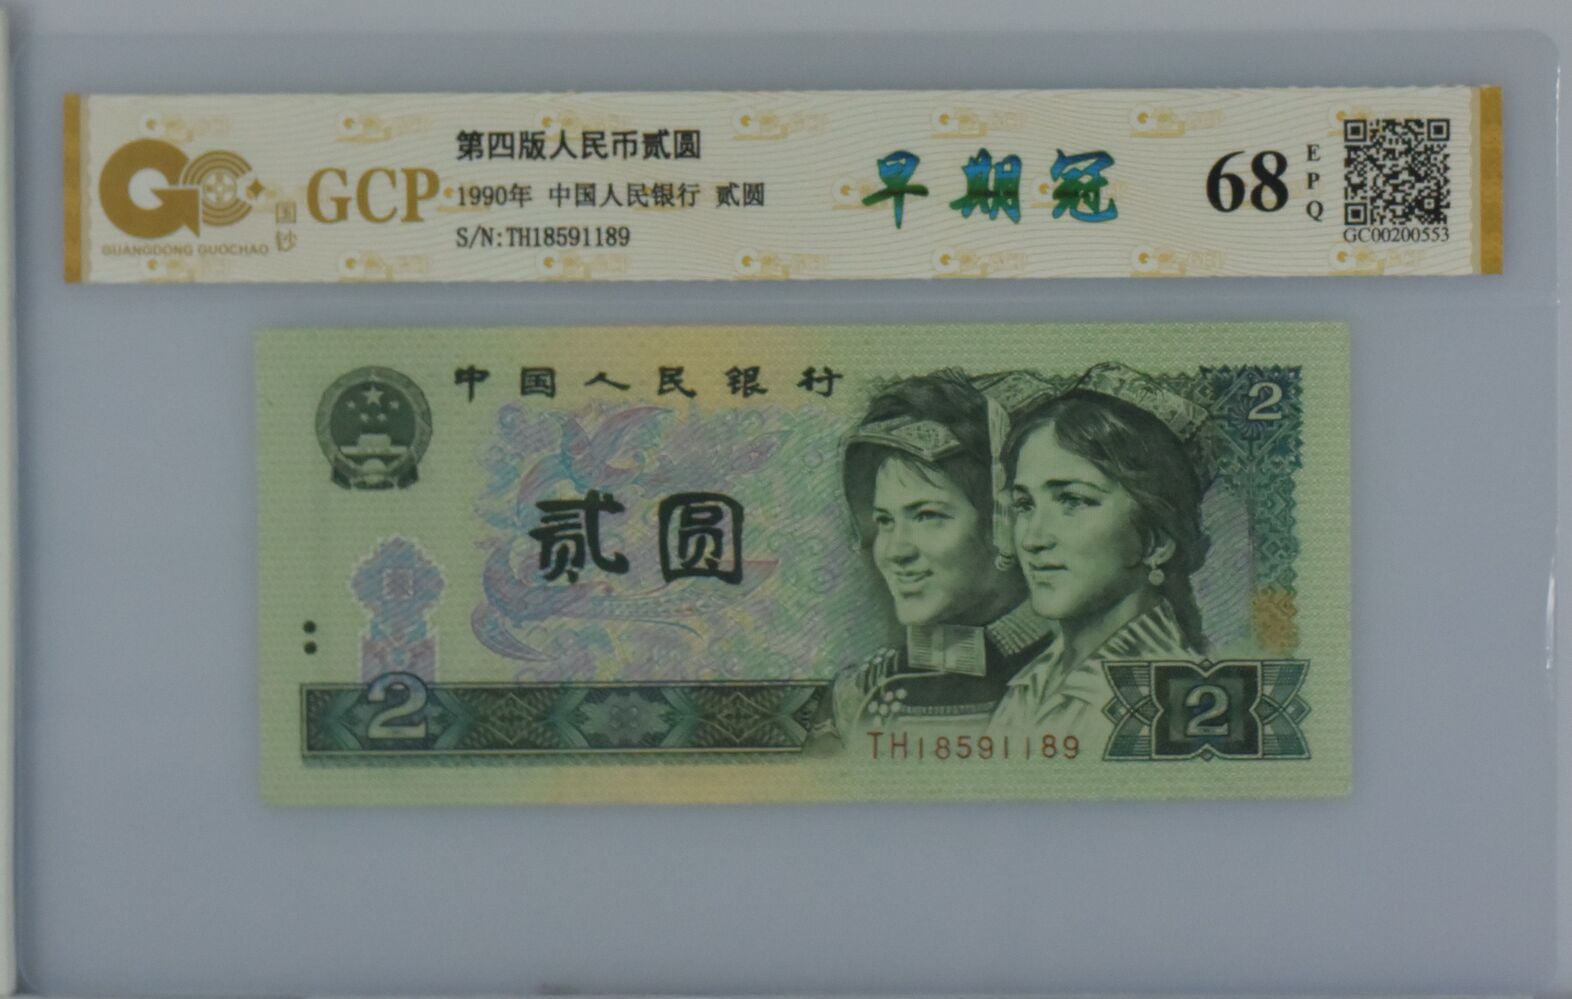 第四版人民币贰圆
GCP
1990年 中国人民银行 贰圆
S/N:TH18591189
国钞
GUANGDONG GUOCHAO
早期冠
68
EPQ
GC00200553
中国人民银行
2
贰圆
2
2
TH18591189